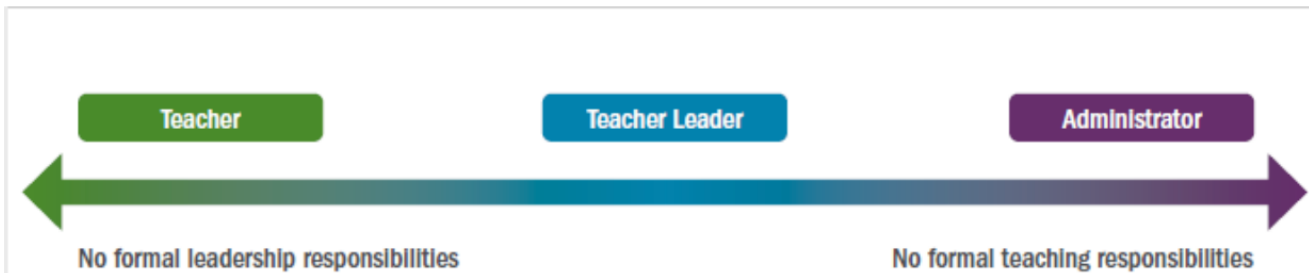 Teacher
Teacher Leader
Administrator
No formal leadership responsibilities
No formal teaching responsibilities